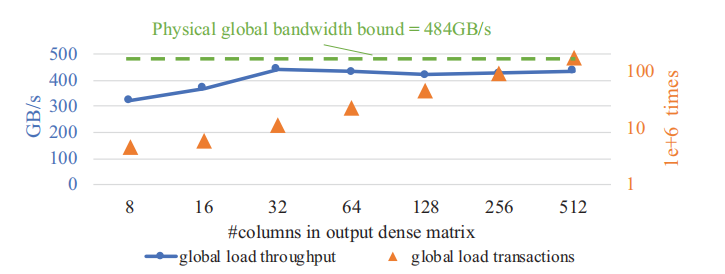 Physical global bandwidth bound = 484GB/s
500
400
300
200
100
0
GB/s
100
10
1
1e+6 times
8 16 32 64 128 256 512
#columns in output dense matrix
global load throughput global load transactions